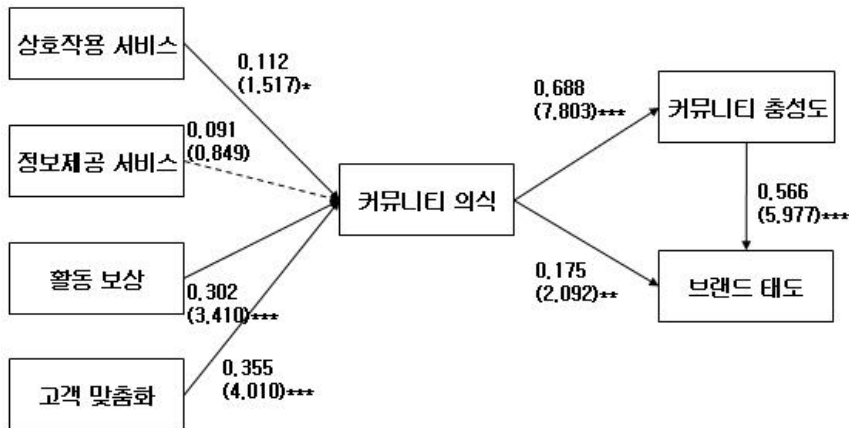 상호작용 서비스
0.112
(1.517)*
정보제공 서비스
0.091
(0.849)
활동 보상
0.302
(3.410)***
고객 맞춤화
0.355
(4.010)***
커뮤니티 의식
0.688
(7.803)***
커뮤니티 충성도
0.566
(5.977)***
0.175
(2.092)**
브랜드 태도